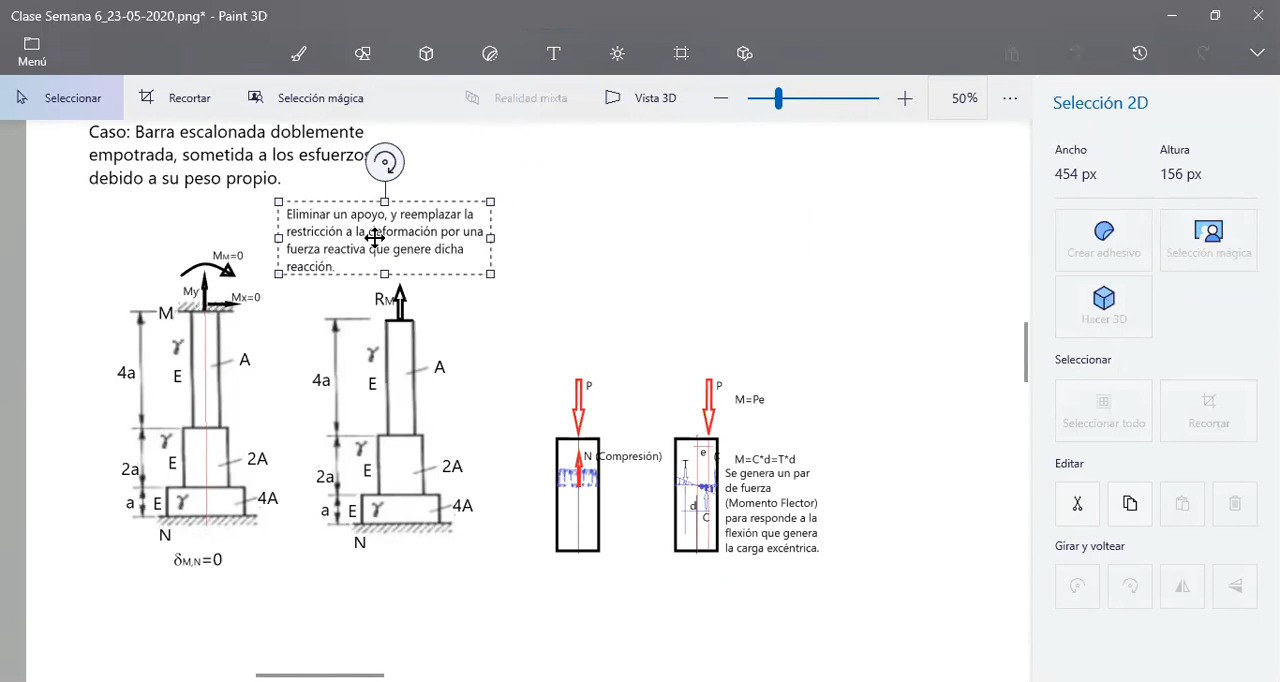 Clase Semana 6_23-05-2020.png* - Paint 3D
Menú
Seleccionar
Recortar
Selección mágica
Realidad mixta
Vista 3D
50%
Selección 2D
Ancho
Altura
454 px
156 px
Crear adhesivo
Selección mágica
Hacer 3D
Seleccionar
Seleccionar todo
Recortar
Editar
Girar y voltear
Caso: Barra escalonada doblemente
empotrada, sometida a los esfuerzos
debido a su peso propio.
Eliminar un apoyo, y reemplazar la
restricción a la deformación por una
fuerza reactiva que genere dicha
reacción.
MM=0
My
Mx=0
M
γ
A
4a
E
γ
2a
E
2A
a
E
γ
4A
N
δM,N=0
RM
γ
A
4a
E
γ
2a
E
2A
a
E
γ
4A
N
P
N (Compresión)
P
M=Pe
e
M=C*d=T*d
Se genera un par
de fuerza
(Momento Flector)
para responde a la
flexión que genera
la carga excéntrica.
T
d
C